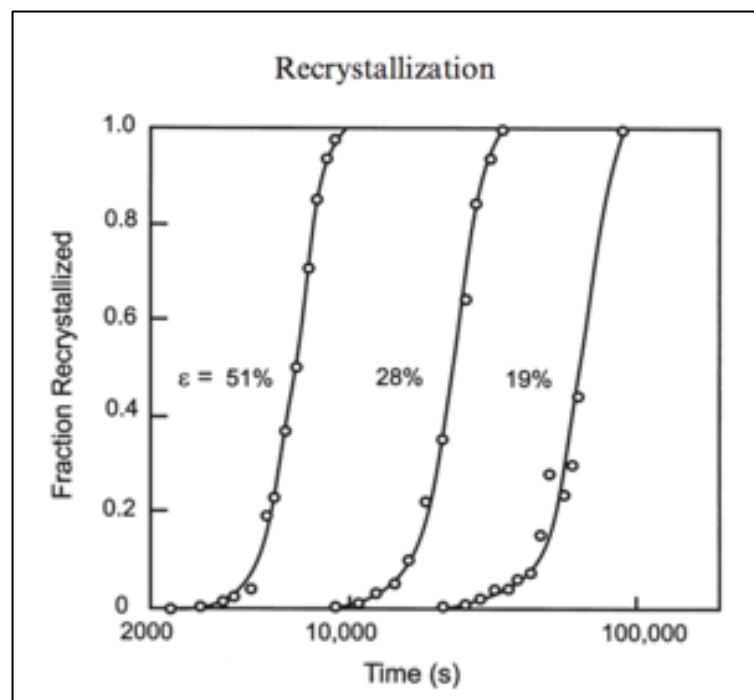 Recrystallization
1.0
0.8
0.6
0.4
0.2
0
Fraction Recrystallized
ε = 51%
28%
19%
2000
10,000
100,000
Time (s)